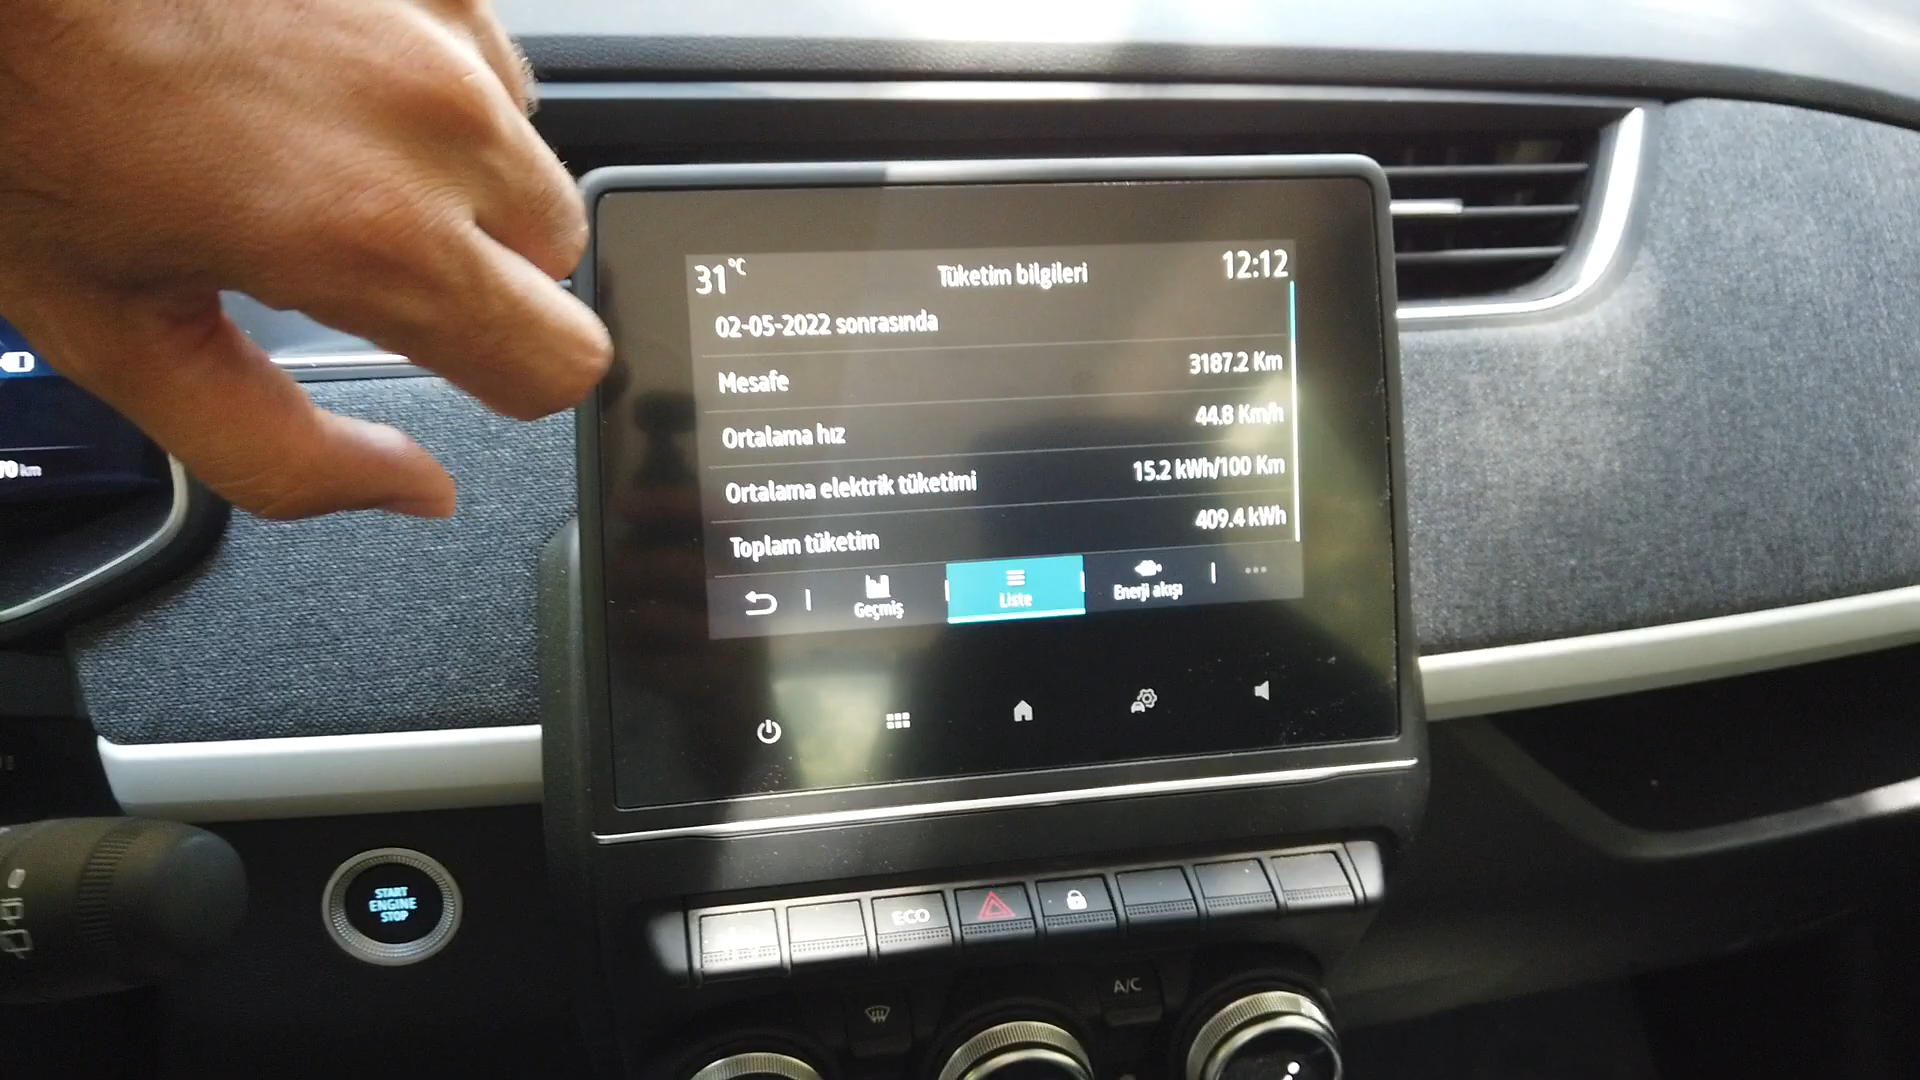 31°C
Tüketim bilgileri
12:12
02-05-2022 sonrasında
Mesafe 3187.2 Km
Ortalama hız 44.8 Km/h
Ortalama elektrik tüketimi 15.2 kWh/100 Km
Toplam tüketim 409.4 kWh
Geçmiş
Liste
Enerji akışı
70 km
START
ENGINE
STOP
ECO
A/C